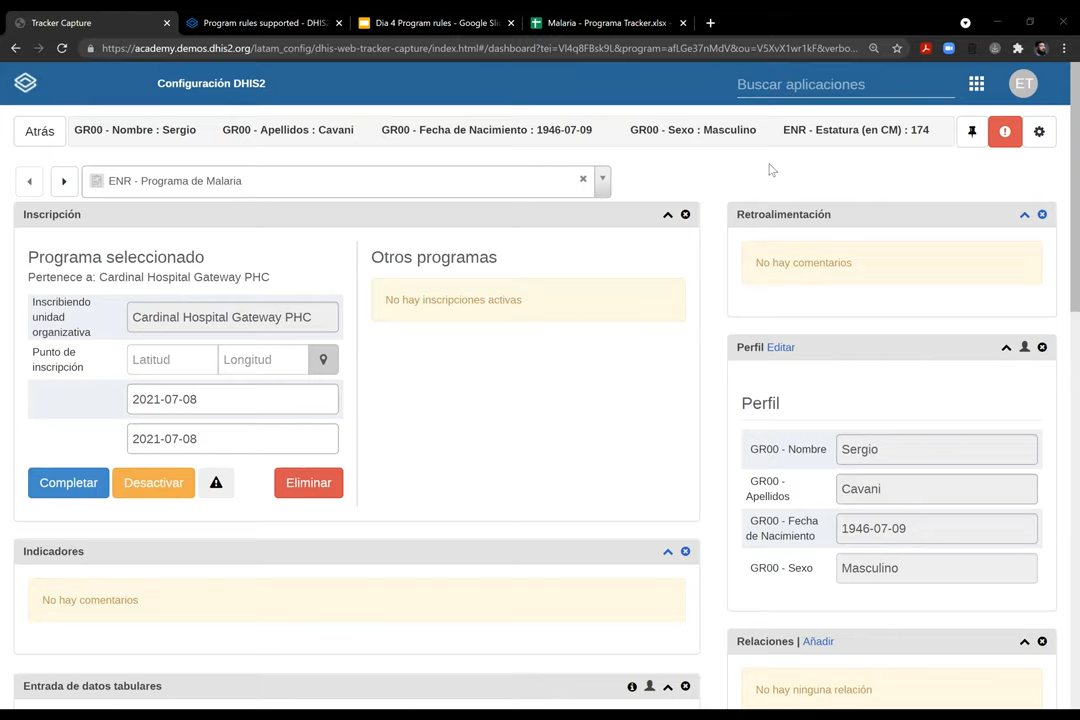 Tracker Capture
Program rules supported - DHIS
Dia 4 Program rules - Google Sli
Malaria - Programa Tracker.xlsx -
https://academy.demos.dhis2.org/latam_config/dhis-web-tracker-capture/index.html#/dashboard?tei=Vl4q8FBsk9L&program=afLGe37nMdV&ou=V5XvX1wr1kF&verbo...
Configuración DHIS2
Buscar aplicaciones
ET
Atrás
GR00 - Nombre : Sergio
GR00 - Apellidos : Cavani
GR00 - Fecha de Nacimiento : 1946-07-09
GR00 - Sexo : Masculino
ENR - Estatura (en CM) : 174
ENR - Programa de Malaria
Inscripción
Programa seleccionado
Pertenece a: Cardinal Hospital Gateway PHC
Inscribiendo
unidad
organizativa
Cardinal Hospital Gateway PHC
Punto de
inscripción
Latitud
Longitud
2021-07-08
2021-07-08
Completar
Desactivar
Eliminar
Otros programas
No hay inscripciones activas
Indicadores
No hay comentarios
Entrada de datos tabulares
Retroalimentación
No hay comentarios
Perfil Editar
Perfil
GR00 - Nombre
Sergio
GR00 -
Apellidos
Cavani
GR00 - Fecha
de Nacimiento
1946-07-09
GR00 - Sexo
Masculino
Relaciones | Añadir
No hay ninguna relación